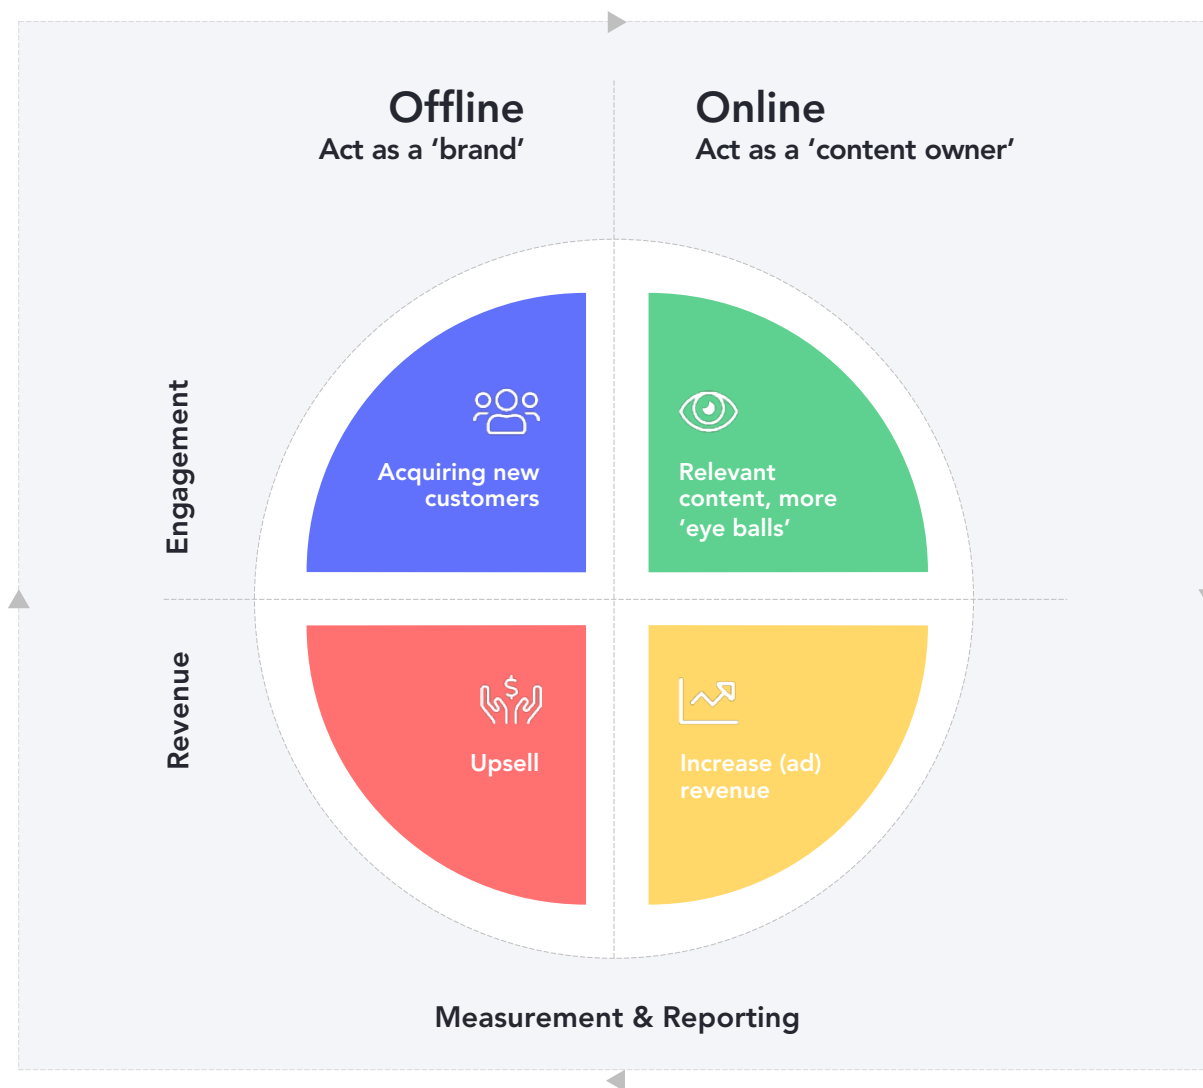 Offline
Act as a ‘brand’
Online
Act as a ‘content owner’
Engagement
Acquiring new
customers
Relevant
content, more
‘eye balls’
Revenue
$
Upsell
Increase (ad)
revenue
Measurement & Reporting